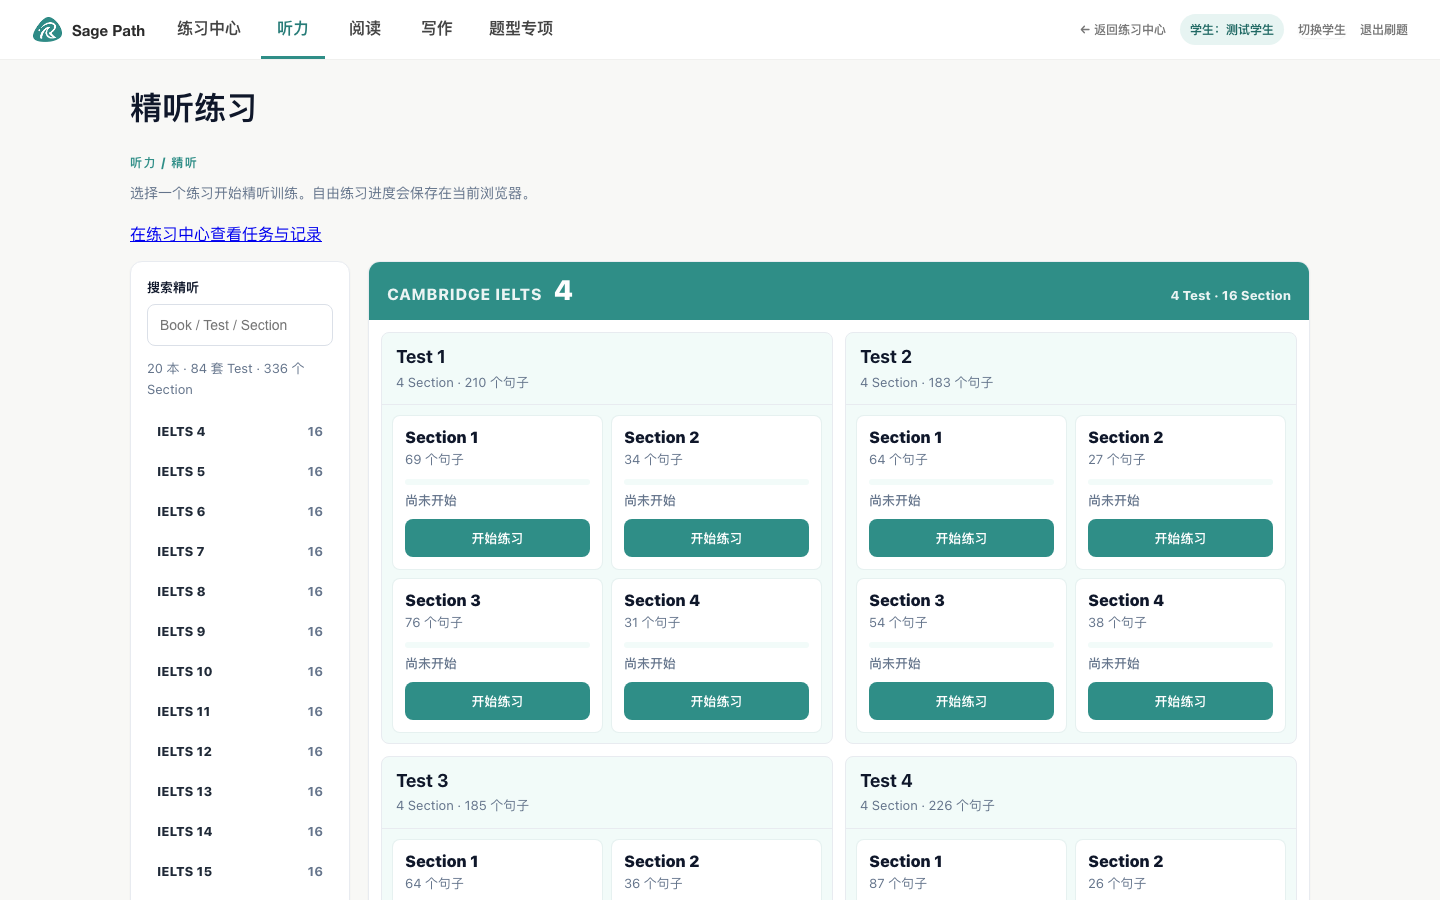 Sage Path
练习中心
听力
阅读
写作
题型专项
← 返回练习中心
学生：测试学生
切换学生
退出刷题
精听练习
听力 / 精听
选择一个练习开始精听训练。自由练习进度会保存在当前浏览器。
在练习中心查看任务与记录
搜索精听
Book / Test / Section
20 本 · 84 套 Test · 336 个
Section
IELTS 4 16
IELTS 5 16
IELTS 6 16
IELTS 7 16
IELTS 8 16
IELTS 9 16
IELTS 10 16
IELTS 11 16
IELTS 12 16
IELTS 13 16
IELTS 14 16
IELTS 15 16
CAMBRIDGE IELTS 4
4 Test · 16 Section
Test 1
4 Section · 210 个句子
Section 1
69 个句子
尚未开始
开始练习
Section 2
34 个句子
尚未开始
开始练习
Section 3
76 个句子
尚未开始
开始练习
Section 4
31 个句子
尚未开始
开始练习
Test 2
4 Section · 183 个句子
Section 1
64 个句子
尚未开始
开始练习
Section 2
27 个句子
尚未开始
开始练习
Section 3
54 个句子
尚未开始
开始练习
Section 4
38 个句子
尚未开始
开始练习
Test 3
4 Section · 185 个句子
Section 1
64 个句子
Section 2
36 个句子
Test 4
4 Section · 226 个句子
Section 1
87 个句子
Section 2
26 个句子